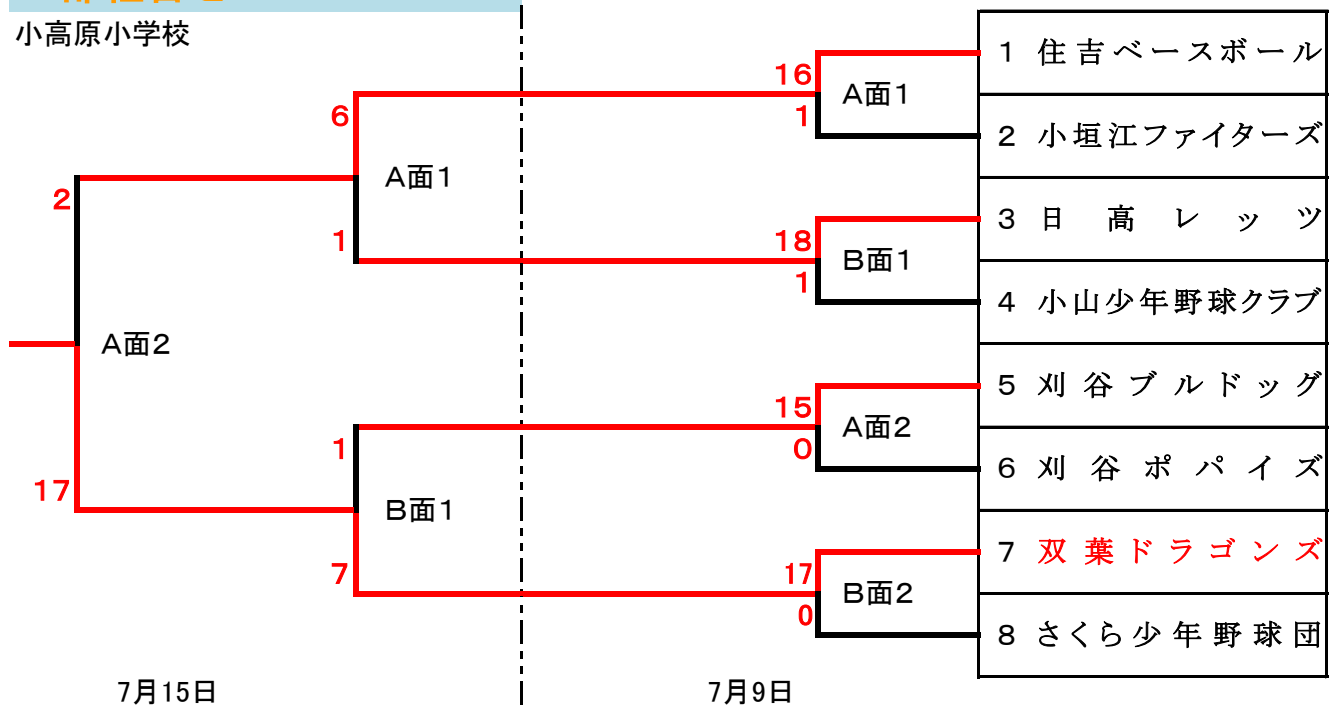 小高原小学校
16
A面1
1
1 住吉ベースボール
2 小垣江ファイターズ
6
A面1
1
18
B面1
1
3 日高レッツ
4 小山少年野球クラブ
2
A面2
17
15
A面2
0
5 刈谷ブルドッグ
6 刈谷ポパイズ
1
B面1
7
17
B面2
0
7 双葉ドラゴンズ
8 さくら少年野球団
7月15日
7月9日